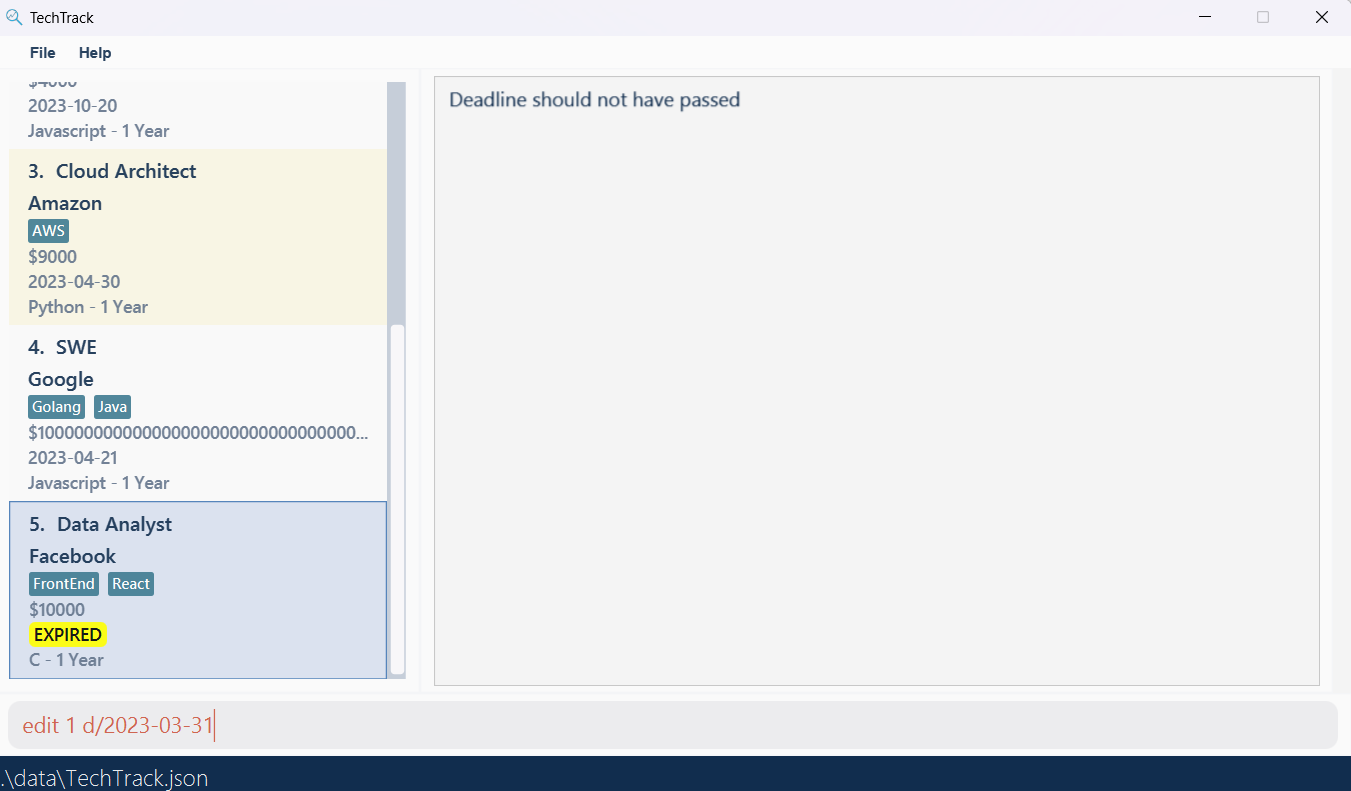 TechTrack
File Help
$4000
2023-10-20
Javascript - 1 Year
3. Cloud Architect
Amazon
AWS
$9000
2023-04-30
Python - 1 Year
4. SWE
Google
Golang Java
$10000000000000000000000000000000...
2023-04-21
Javascript - 1 Year
5. Data Analyst
Facebook
FrontEnd React
$10000
EXPIRED
C - 1 Year
Deadline should not have passed
edit 1 d/2023-03-31
.\data\TechTrack.json